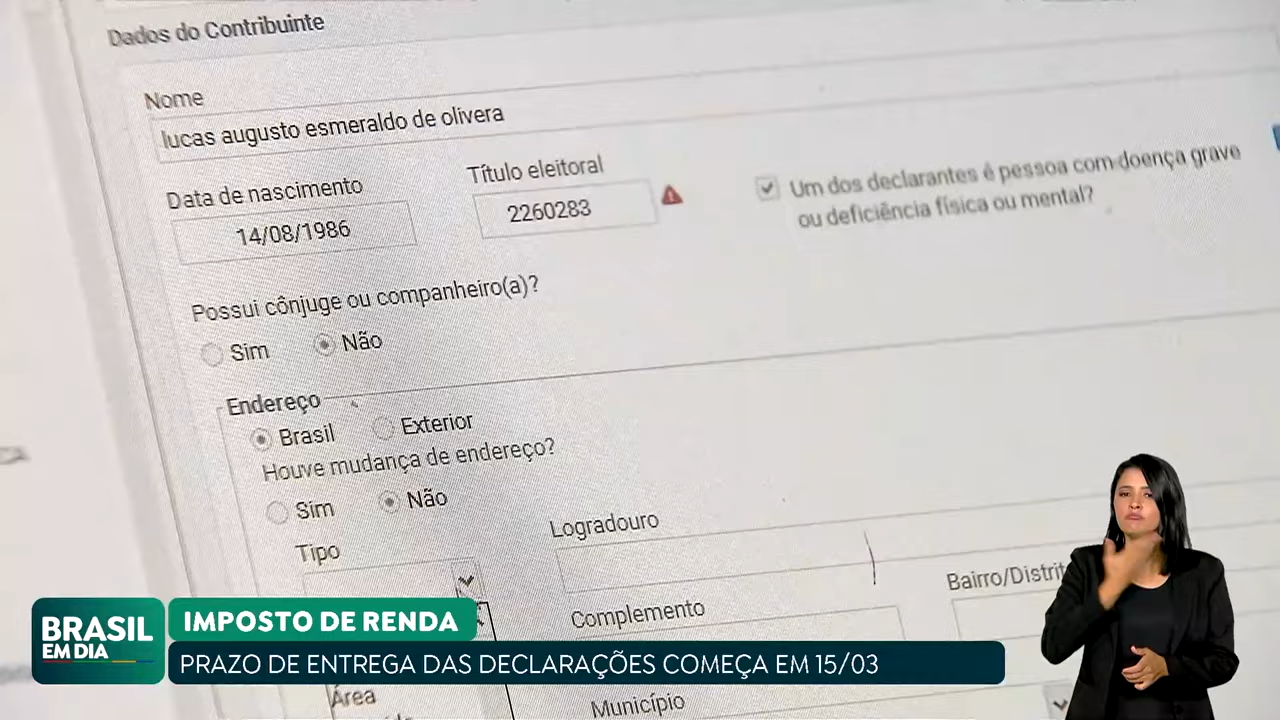 Dados do Contribuinte
Nome
lucas augusto esmeraldo de olivera
Data de nascimento
Título eleitoral
14/08/1986
2260283
Um dos declarantes é pessoa com doença grave
ou deficiência física ou mental?
Possui cônjuge ou companheiro(a)?
Sim
Não
Endereço
Brasil
Exterior
Houve mudança de endereço?
Sim
Não
Tipo
Logradouro
Bairro/Distrit
Complemento
Área
Município
BRASIL
EM DIA
IMPOSTO DE RENDA
PRAZO DE ENTREGA DAS DECLARAÇÕES COMEÇA EM 15/03